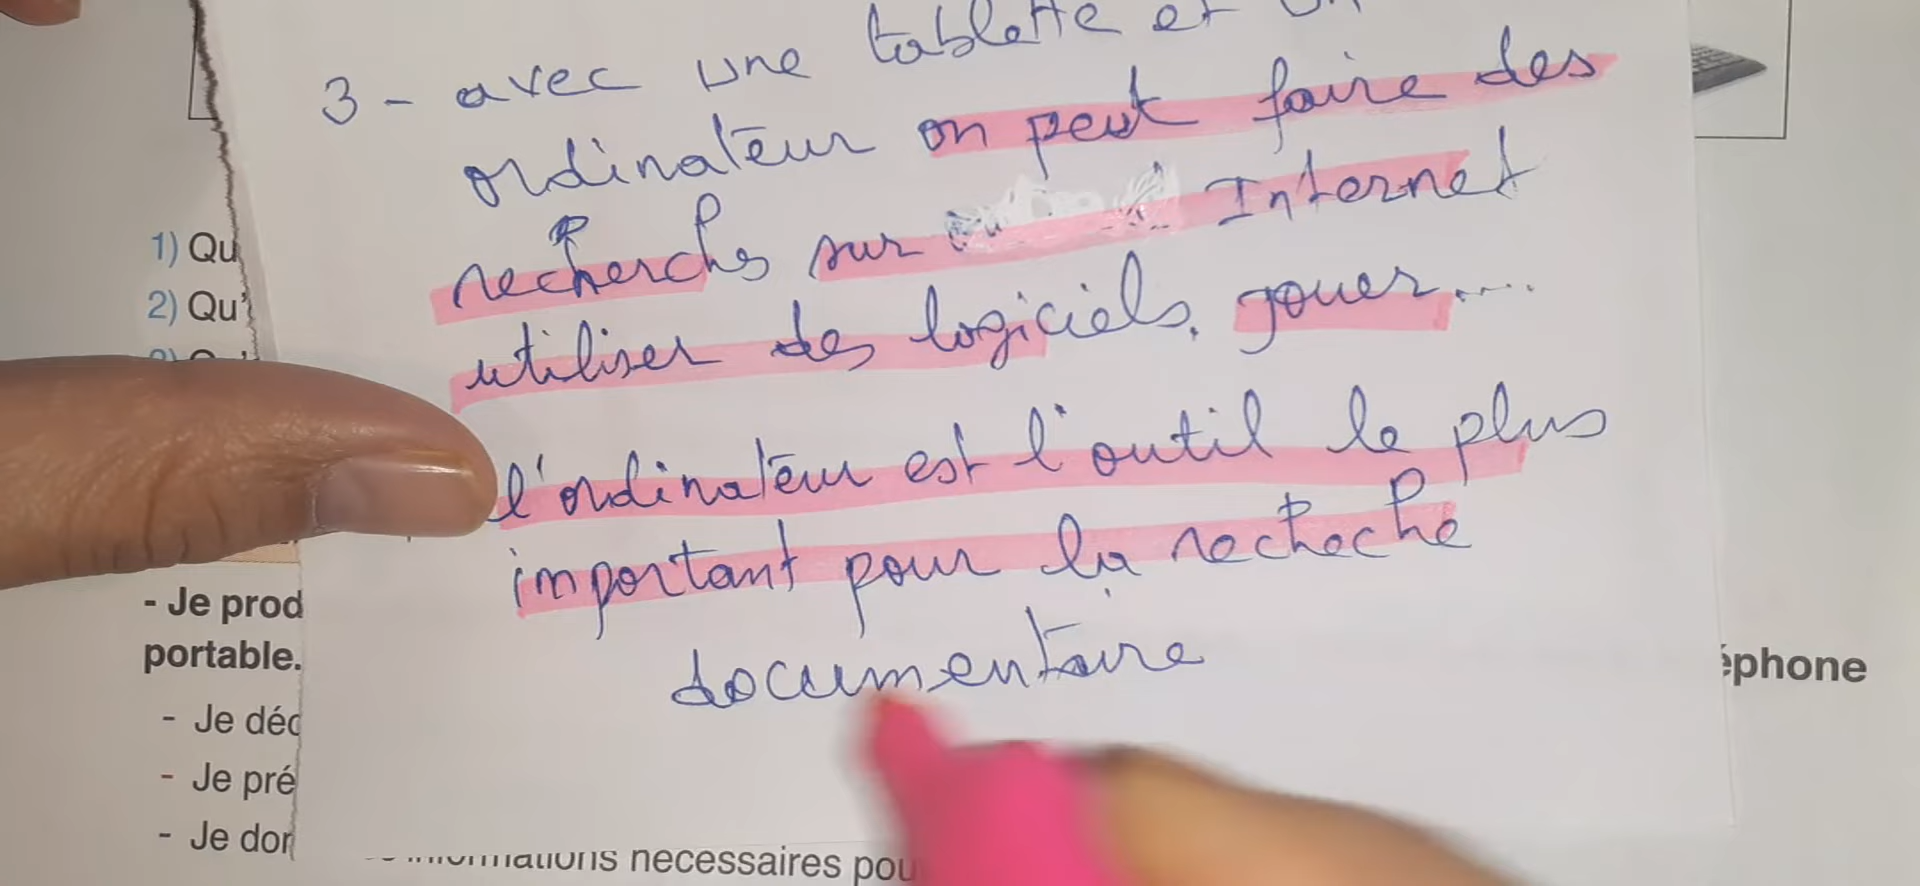 3 - avec une tablette et un
ordinateur on peut faire des
recherchs sur Internet
utiliser des logiciels, jouer....
l'ordinateur est l'outil le plus
important pour la recheche
documentaire
1) Qu
2) Qu'
- Je prod
portable.
éphone
- Je déc
- Je pré
- Je don
informations necessaires pou